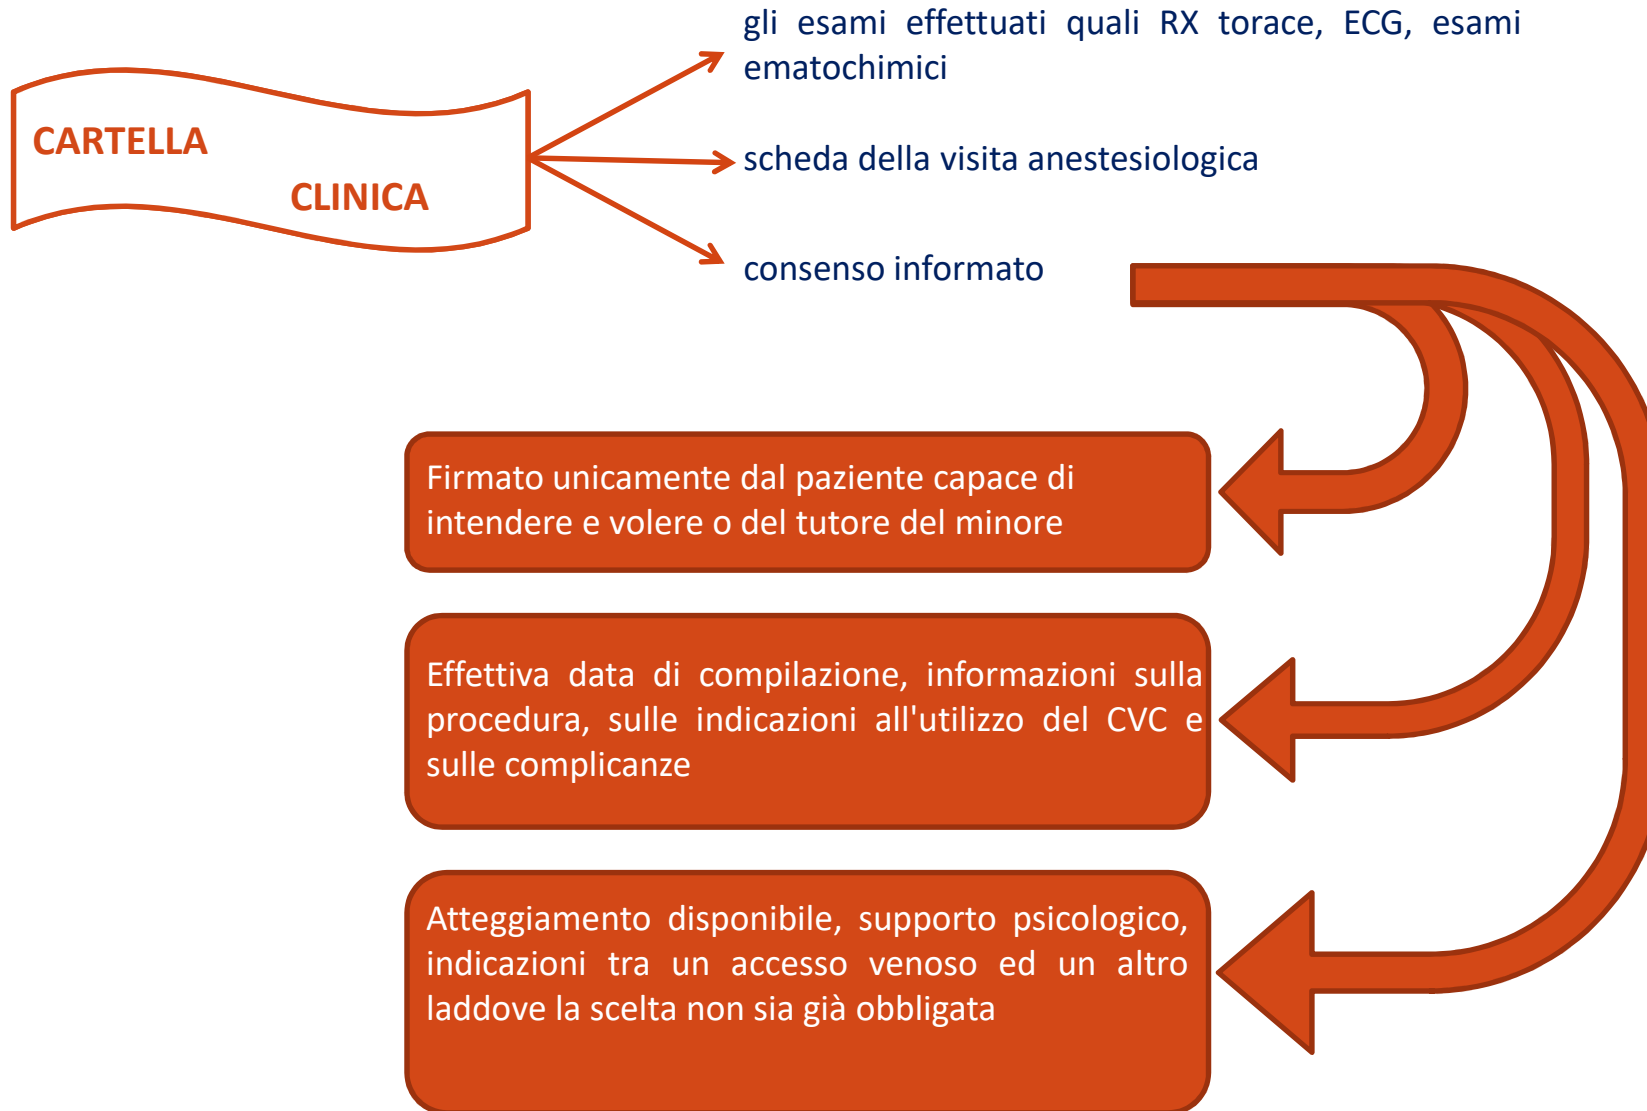 gli esami effettuati quali RX torace, ECG, esami
ematochimici
CARTELLA
CLINICA
scheda della visita anestesiologica
consenso informato
Firmato unicamente dal paziente capace di
intendere e volere o del tutore del minore
Effettiva data di compilazione, informazioni sulla
procedura, sulle indicazioni all'utilizzo del CVC e
sulle complicanze
Atteggiamento disponibile, supporto psicologico,
indicazioni tra un accesso venoso ed un altro
laddove la scelta non sia già obbligata